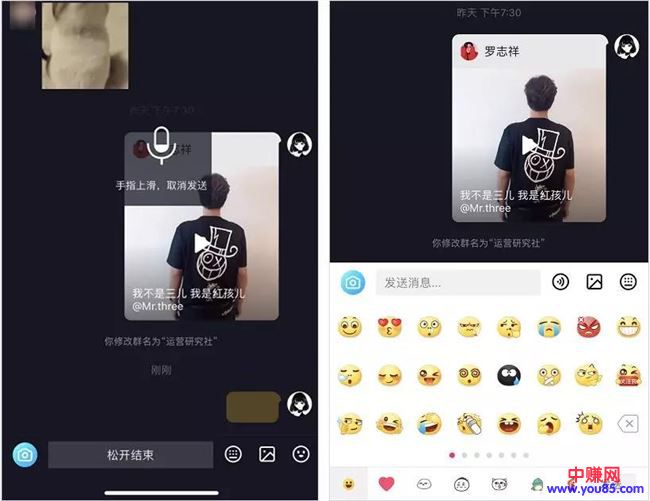 昨天 下午7:30
志祥
手指上滑，取消发送
我不是三儿 我是紅孩儿
@Mr.three
你修改群名为“运营研究社”
刚刚
松开结束
昨天 下午7:30
罗志祥
我不是三儿 我是紅孩儿
@Mr.three
你修改群名为“运营研究社”
发送消息...
中赚网
www.you85.com